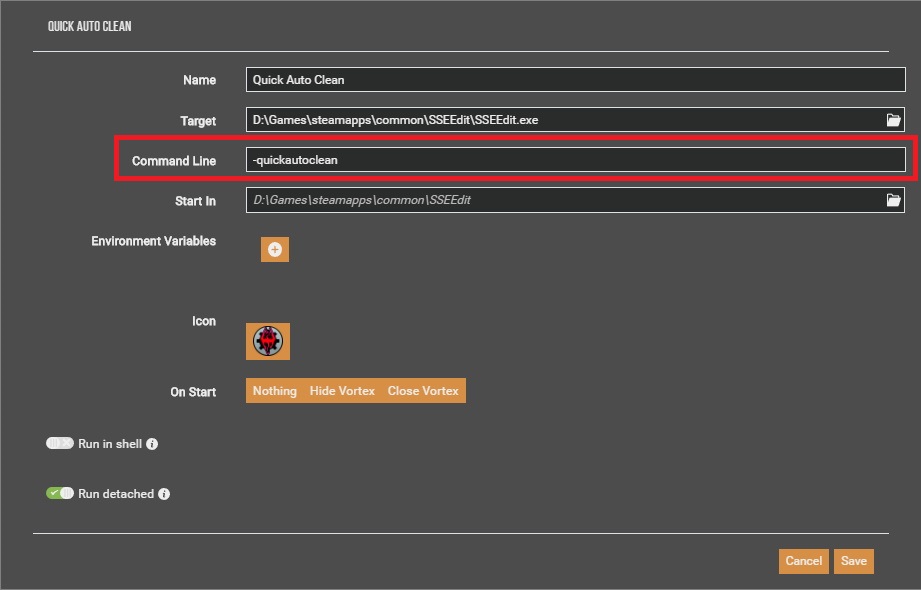 QUICK AUTO CLEAN
Name Quick Auto Clean
Target D:\Games\steamapps\common\SSEEdit\SSEEdit.exe
Command Line -quickautoclean
Start In D:\Games\steamapps\common\SSEEdit
Environment Variables
Icon
On Start Nothing Hide Vortex Close Vortex
Run in shell
Run detached
Cancel Save